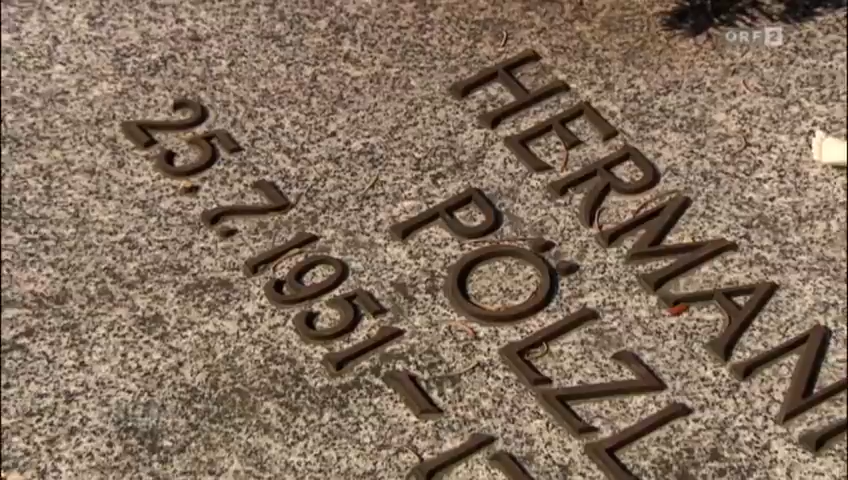 ORF 2
HERMANN
PÖLZL
25.7.1951 –